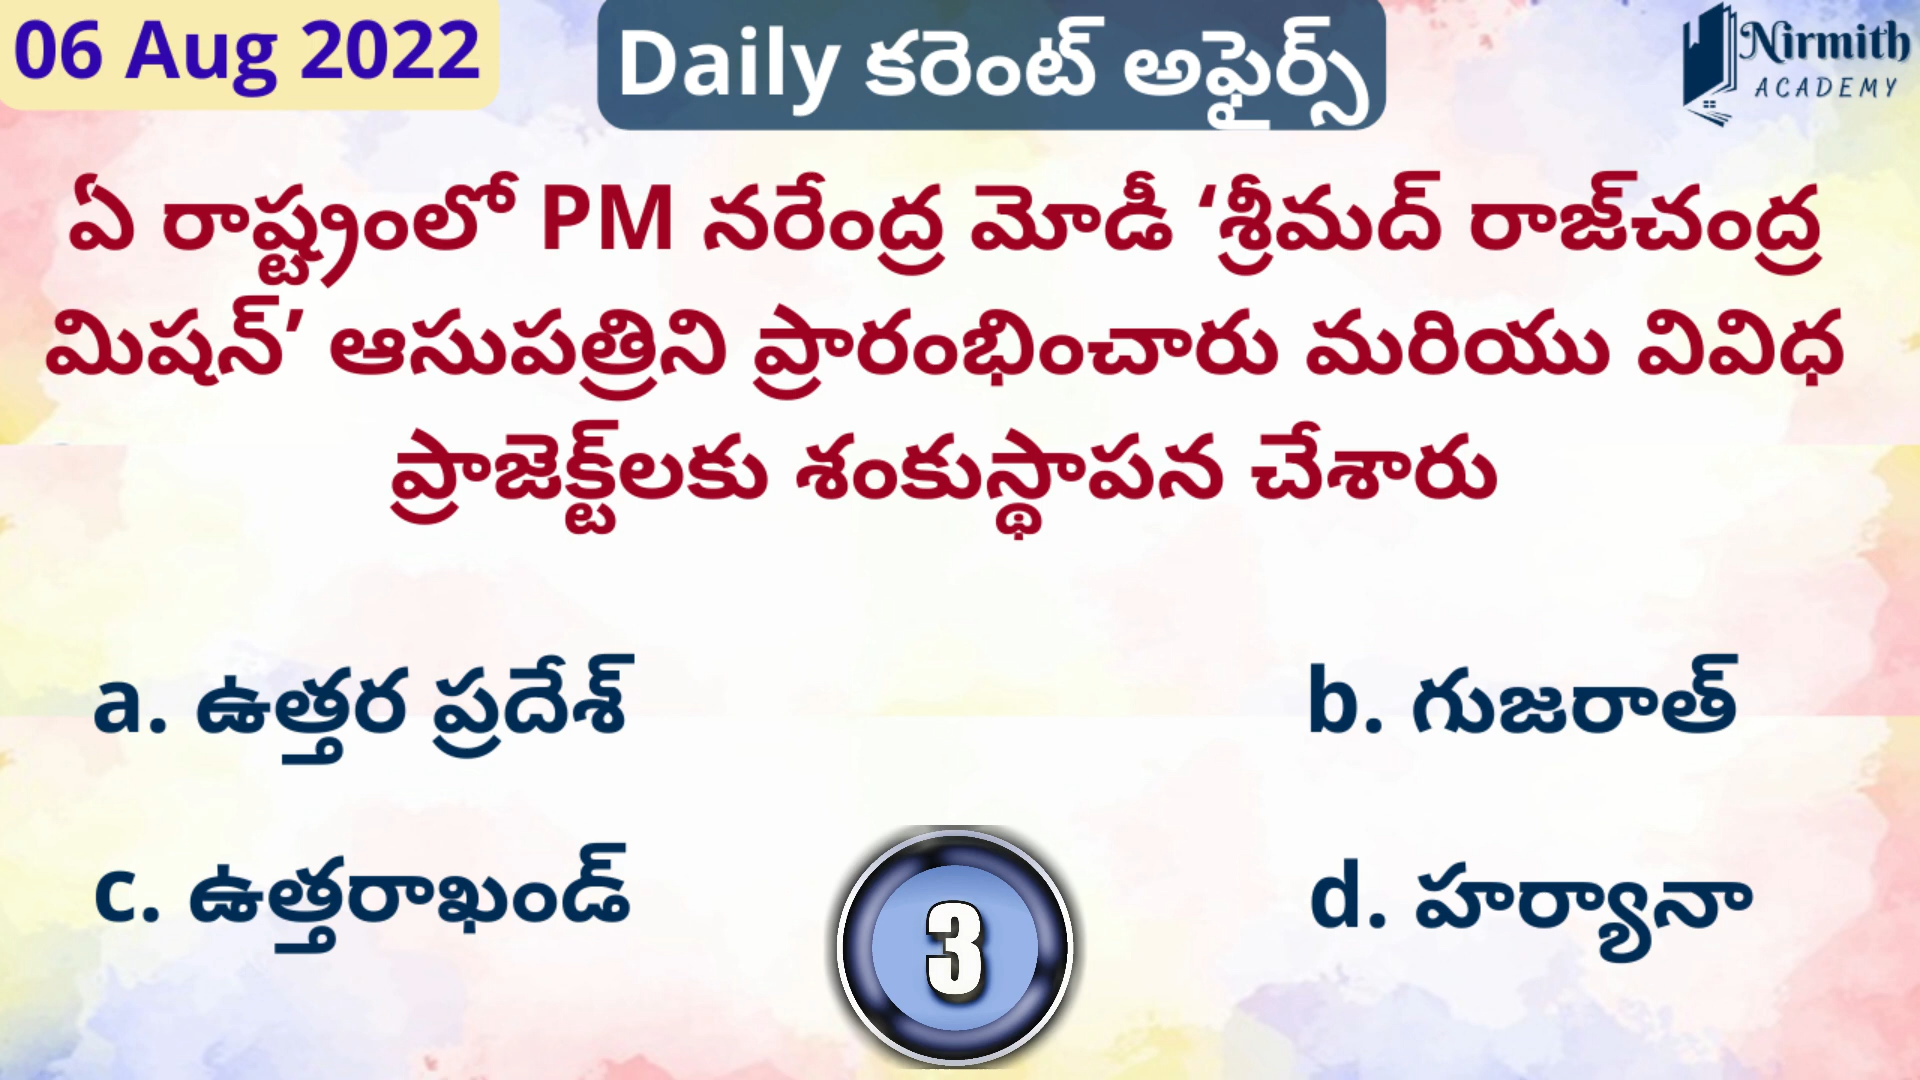 06 Aug 2022
Daily కరెంట్ అఫైర్స్
Nirmith
ACADEMY
ఏ రాష్ట్రంలో PM నరేంద్ర మోడీ ‘శ్రీమద్ రాజ్‌చంద్ర
మిషన్’ ఆసుపత్రిని ప్రారంభించారు మరియు వివిధ
ప్రాజెక్ట్‌లకు శంకుస్థాపన చేశారు
a. ఉత్తర ప్రదేశ్
b. గుజరాత్
c. ఉత్తరాఖండ్
d. హర్యానా
3